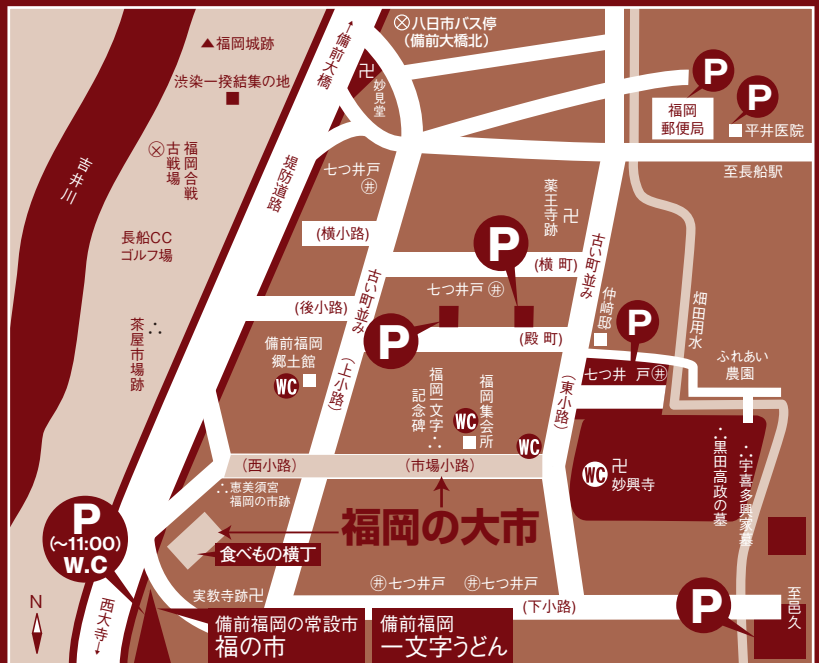 ↑備前大橋
八日市バス停
(備前大橋北)
▲福岡城跡
渋染一揆結集の地
卍
妙見堂
P
P
福岡
郵便局
平井医院
至長船駅
吉井川
福岡合戦
古戦場
堤防道路
七つ井戸
井
薬王寺跡
卍
長船CC
ゴルフ場
(横小路)
P
(横 町)
古い町並み
古い町並み
七つ井戸 井
仲﨑邸
畑田用水
(後小路)
P
(殿 町)
P
茶屋市場跡
∴
備前福岡
郷土館
WC
(上小路)
福岡一文字
記念碑∴
福岡集会所
WC
(東小路)
七つ井 戸 井
ふれあい
農園
WC
(西小路)
(市場小路)
WC
卍
妙興寺
∴黒田高政の墓
∴宇喜多興家墓
∴恵美須宮
福岡の市跡
福岡の大市
食べもの横丁
P
(〜11:00)
W.C
実教寺跡卍
井 七つ井戸
井 七つ井戸
(下小路)
P
至邑久
N
西大寺↓
備前福岡の常設市
福の市
備前福岡
一文字うどん